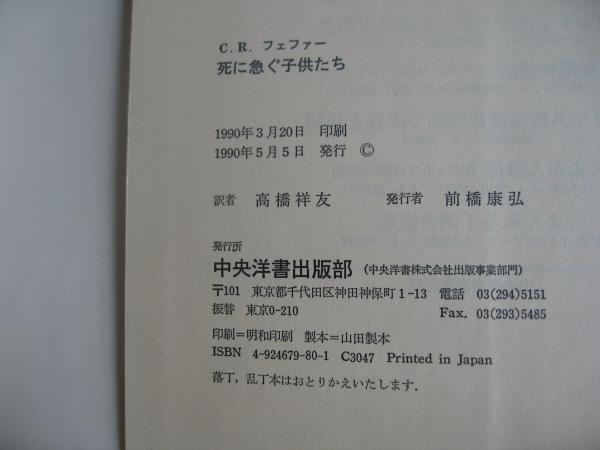 C. R. フェファー
死に急ぐ子供たち
1990年3月20日 印刷
1990年5月5日 発行 ©
訳者 高橋祥友 発行者 前橋康弘
発行所
中央洋書出版部 (中央洋書株式会社出版事業部門)
〒101 東京都千代田区神田神保町1-13 電話 03(294)5151
振替 東京0-210 Fax. 03(293)5485
印刷=明和印刷 製本=山田製本
ISBN 4-924679-80-1 C3047 Printed in Japan
落丁,乱丁本はおとりかえいたします.